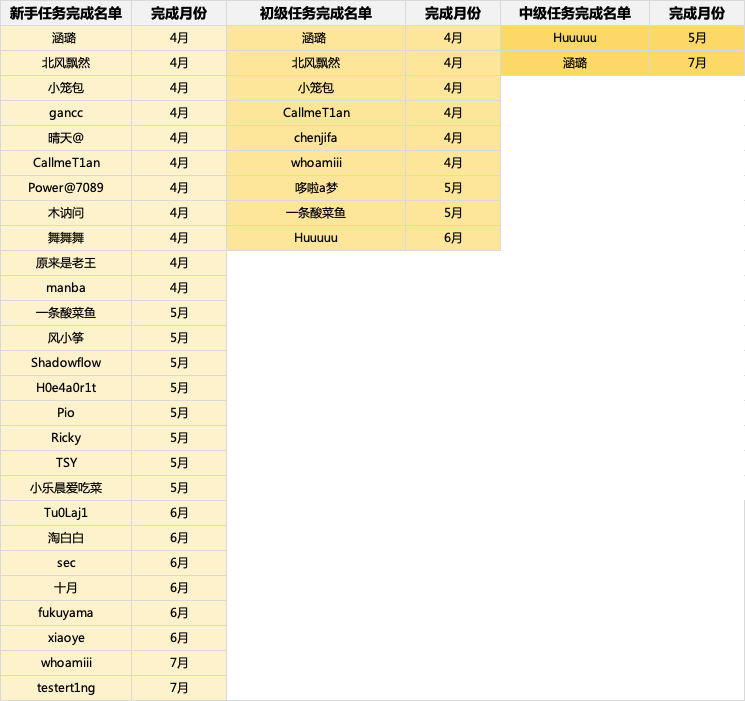 新手任务完成名单 完成月份 初级任务完成名单 完成月份 中级任务完成名单 完成月份
涵璐 4月 涵璐 4月 Huuuuu 5月
北风飘然 4月 北风飘然 4月 涵璐 7月
小笼包 4月 小笼包 4月
gancc 4月 CallmeT1an 4月
晴天@ 4月 chenjifa 4月
CallmeT1an 4月 whoamiii 4月
Power@7089 4月 哆啦a梦 5月
木讷问 4月 一条酸菜鱼 5月
舞舞舞 4月 Huuuuu 6月
原来是老王 4月
manba 4月
一条酸菜鱼 5月
风小筝 5月
Shadowflow 5月
H0e4a0r1t 5月
Pio 5月
Ricky 5月
TSY 5月
小乐晨爱吃菜 5月
Tu0Laj1 6月
淘白白 6月
sec 6月
十月 6月
fukuyama 6月
xiaoye 6月
whoamiii 7月
testert1ng 7月